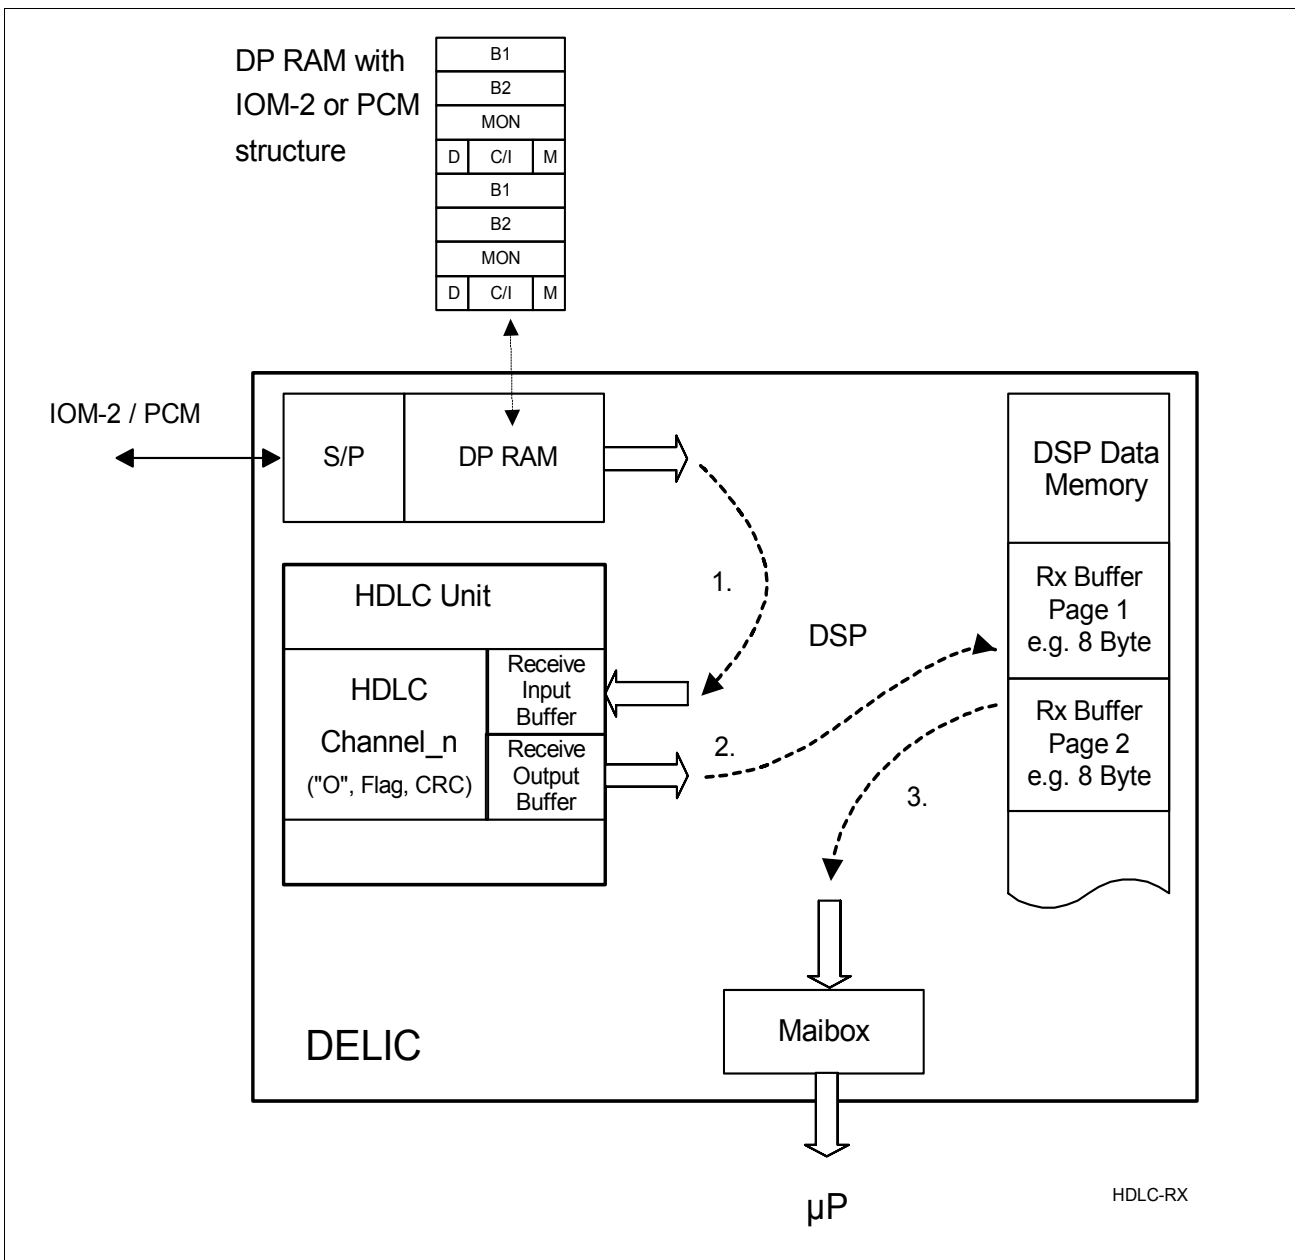 DP RAM with
IOM-2 or PCM
structure
B1
B2
MON
D C/I M
B1
B2
MON
D C/I M
IOM-2 / PCM
S/P
DP RAM
DSP Data
Memory
1.
HDLC Unit
Rx Buffer
Page 1
e.g. 8 Byte
DSP
HDLC
Channel_n
("O", Flag, CRC)
Receive
Input
Buffer
Receive
Output
Buffer
2.
Rx Buffer
Page 2
e.g. 8 Byte
3.
Maibox
DELIC
µP
HDLC-RX